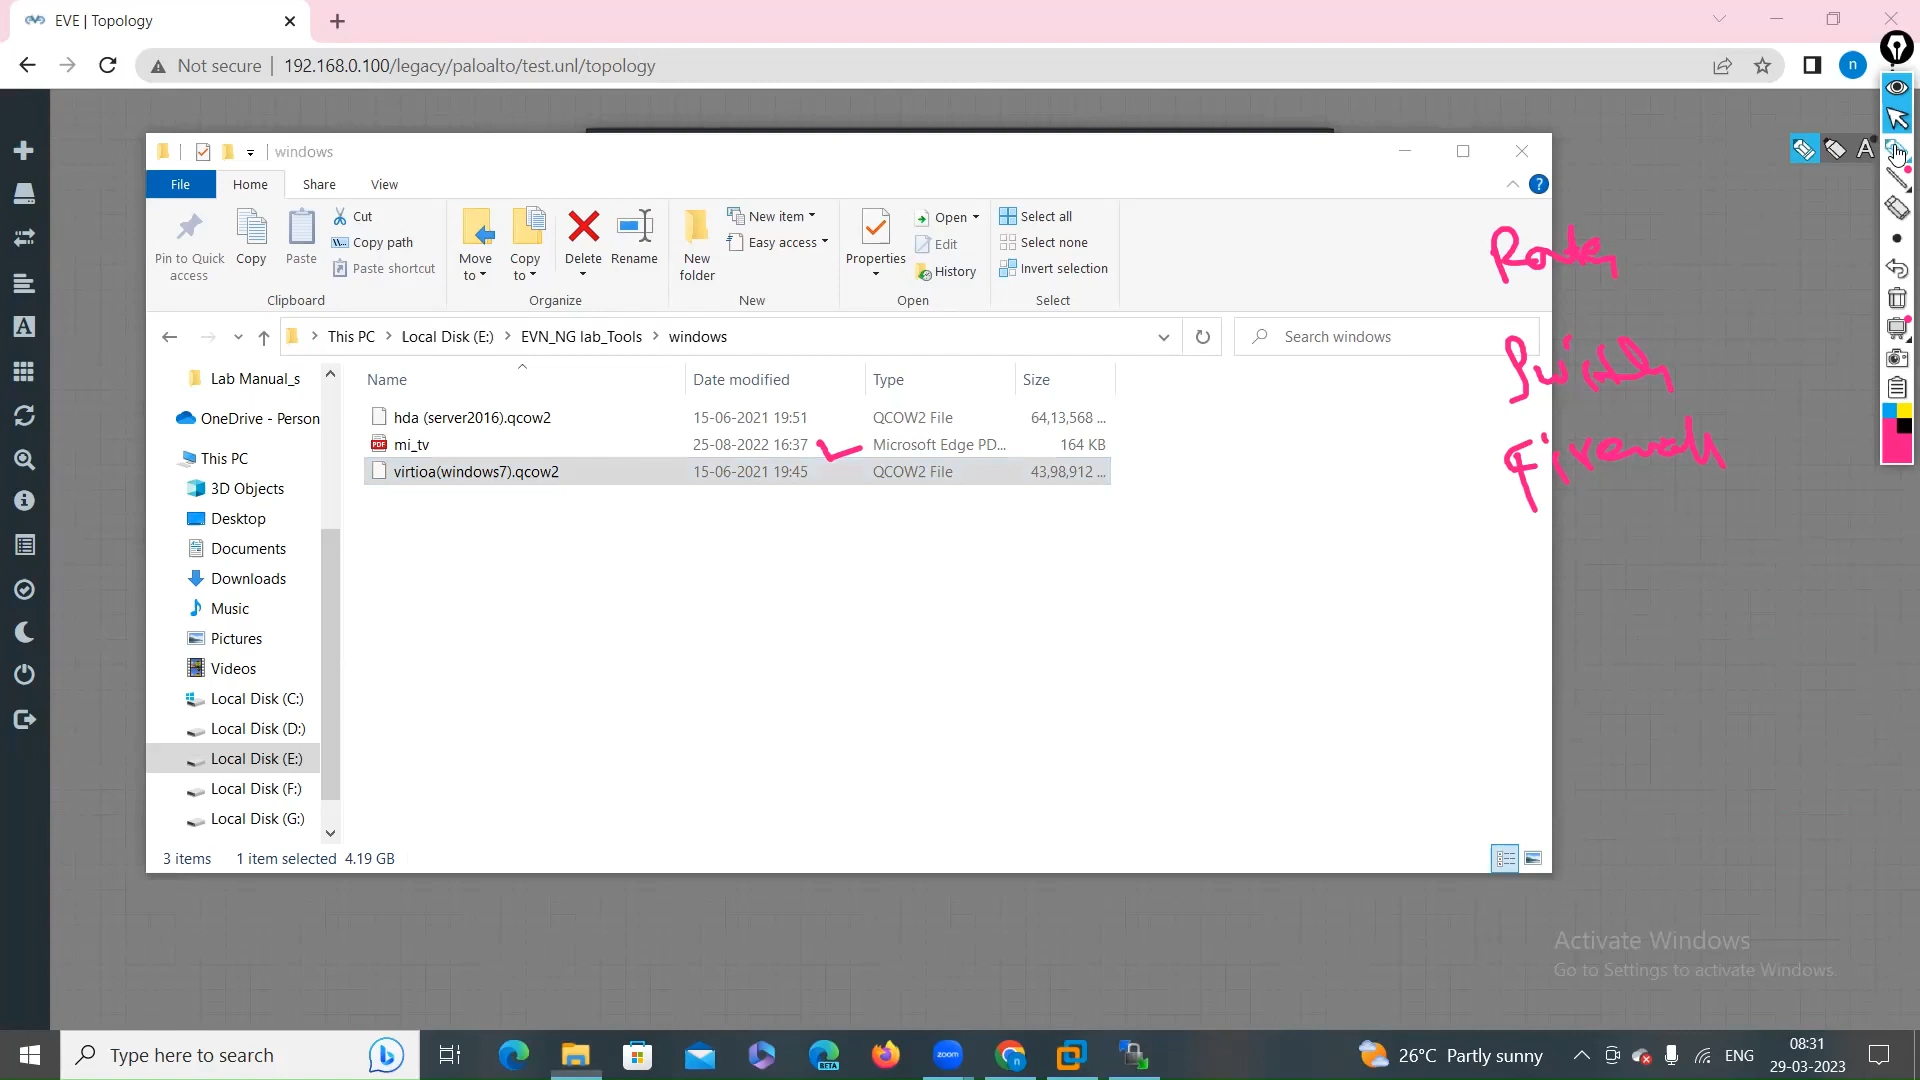 EVE | Topology
Not secure | 192.168.0.100/legacy/paloalto/test.unl/topology
n
windows
File Home Share View
Pin to Quick access
Copy
Paste
Cut
Copy path
Paste shortcut
Move to
Copy to
Delete
Rename
New folder
New item
Easy access
Properties
Open
Edit
History
Select all
Select none
Invert selection
Clipboard Organize New Open Select
This PC > Local Disk (E:) > EVN_NG lab_Tools > windows
Search windows
Name Date modified Type Size
hda (server2016).qcow2 15-06-2021 19:51 QCOW2 File 64,13,568 ...
mi_tv 25-08-2022 16:37 Microsoft Edge PD... 164 KB
virtioa(windows7).qcow2 15-06-2021 19:45 QCOW2 File 43,98,912 ...
Lab Manual_s
OneDrive - Person
This PC
3D Objects
Desktop
Documents
Downloads
Music
Pictures
Videos
Local Disk (C:)
Local Disk (D:)
Local Disk (E:)
Local Disk (F:)
Local Disk (G:)
3 items 1 item selected 4.19 GB
Router
Firewall
Activate Windows
Go to Settings to activate Windows.
Type here to search
BETA
zoom
26°C Partly sunny
ENG
08:31
29-03-2023